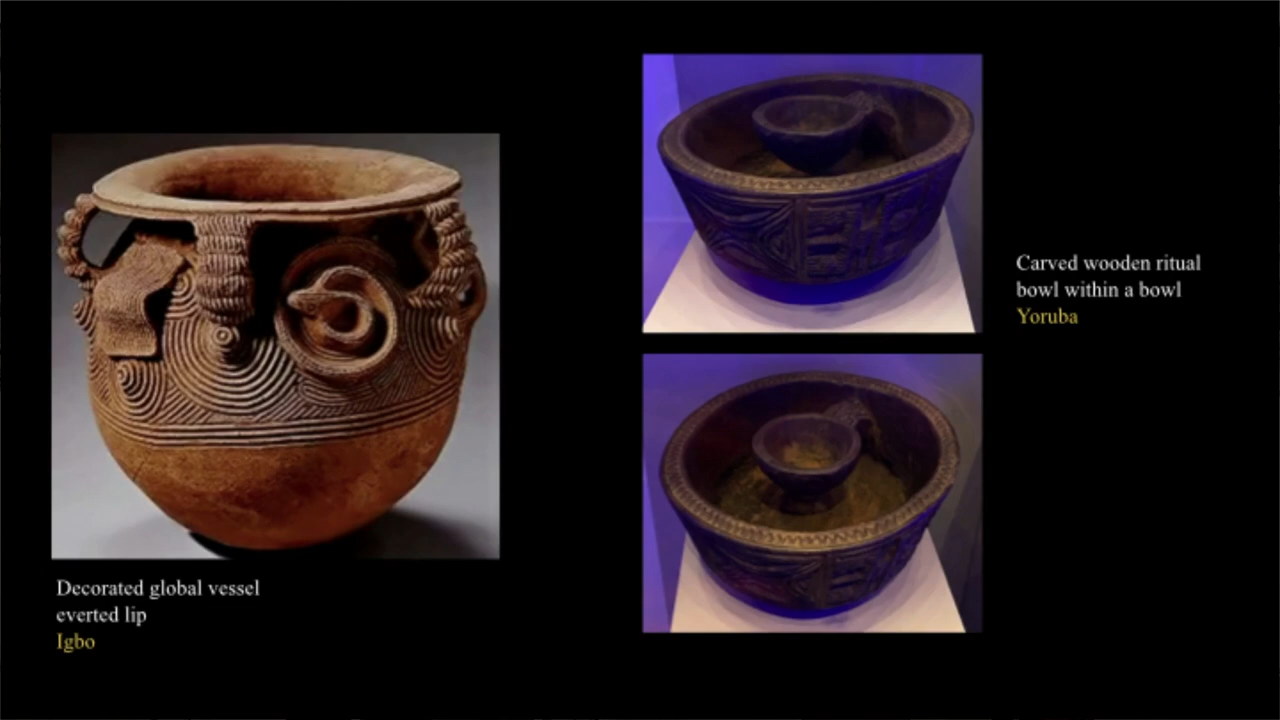 Decorated global vessel
everted lip
Igbo
Carved wooden ritual
bowl within a bowl
Yoruba